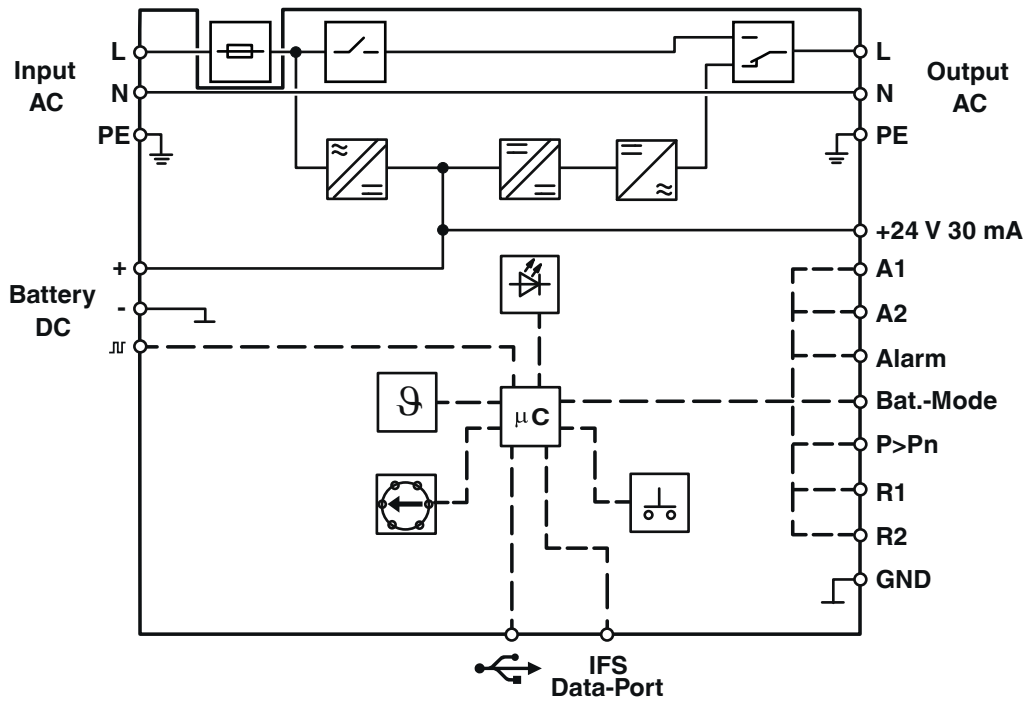 Input
AC
L
N
PE
Battery
DC
+
-
L
N
PE
Output
AC
+24 V 30 mA
A1
A2
Alarm
Bat.-Mode
P>Pn
R1
R2
GND
ϑ
μC
IFS
Data-Port